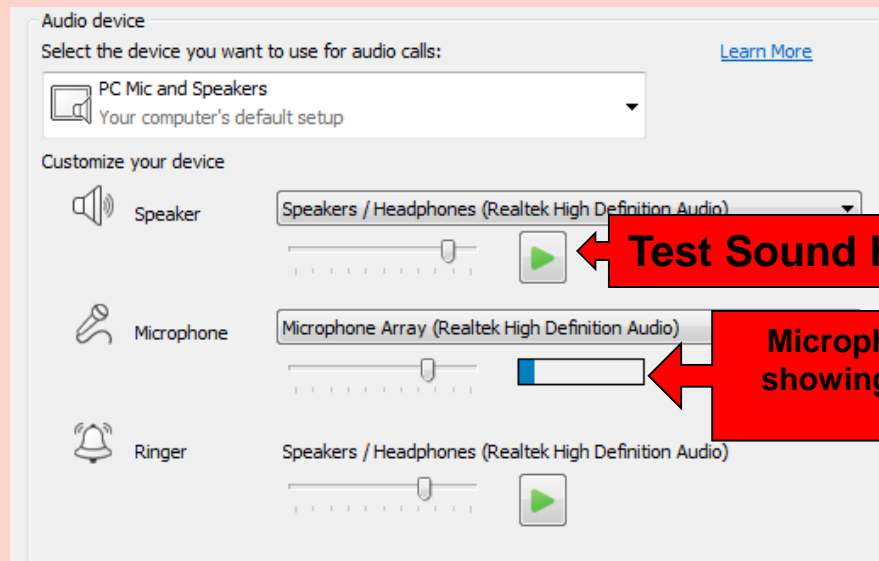 Audio device
Select the device you want to use for audio calls:
Learn More
PC Mic and Speakers
Your computer's default setup
Customize your device
Speaker
Speakers / Headphones (Realtek High Definition Audio)
Test Sound
Microphone
Microphone Array (Realtek High Definition Audio)
showing
Ringer
Speakers / Headphones (Realtek High Definition Audio)